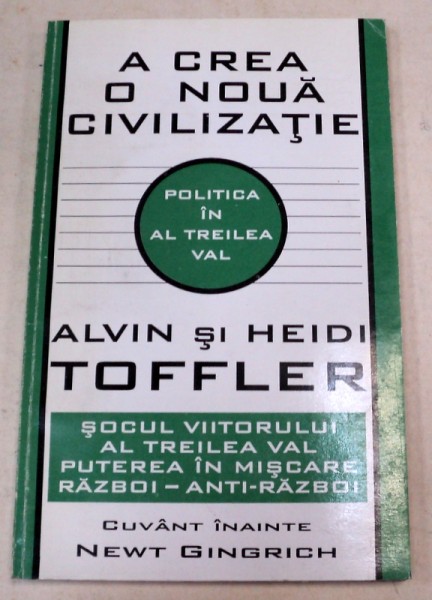 A CREA
O NOUĂ
CIVILIZAŢIE
POLITICA
ÎN
AL TREILEA
VAL
ALVIN ŞI HEIDI
TOFFLER
ŞOCUL VIITORULUI
AL TREILEA VAL
PUTEREA ÎN MIŞCARE
RĂZBOI – ANTI-RĂZBOI
CUVÂNT ÎNAINTE
NEWT GINGRICH